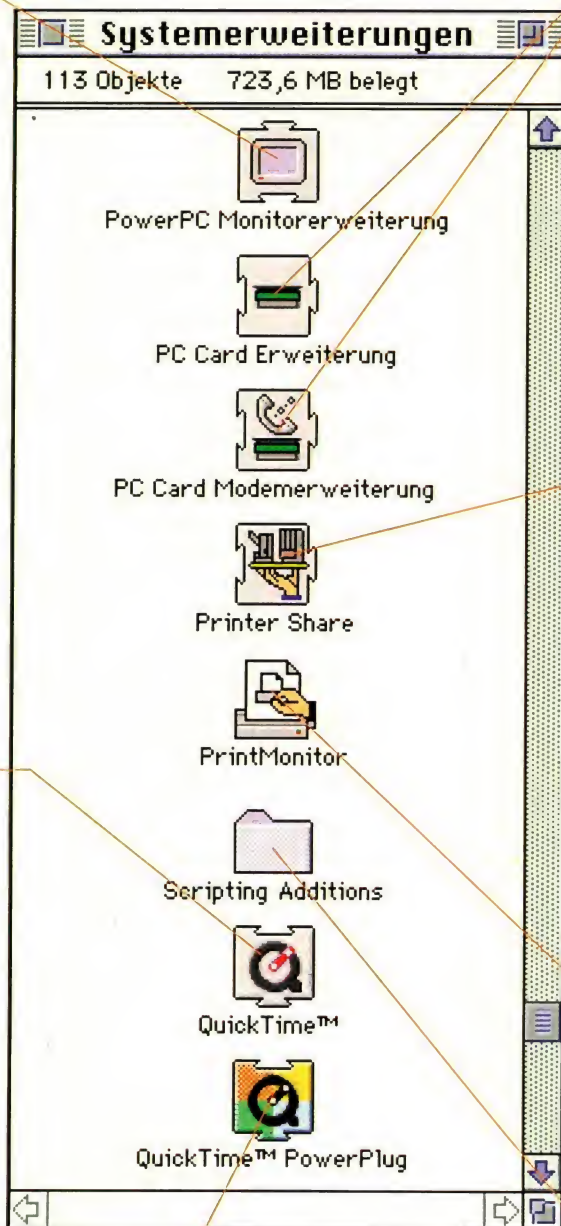 Systemerweiterungen
113 Objekte 723,6 MB belegt
PowerPC Monitorerweiterung
PC Card Erweiterung
PC Card Modemerweiterung
Printer Share
PrintMonitor
Scripting Additions
QuickTime™
QuickTime™ PowerPlug